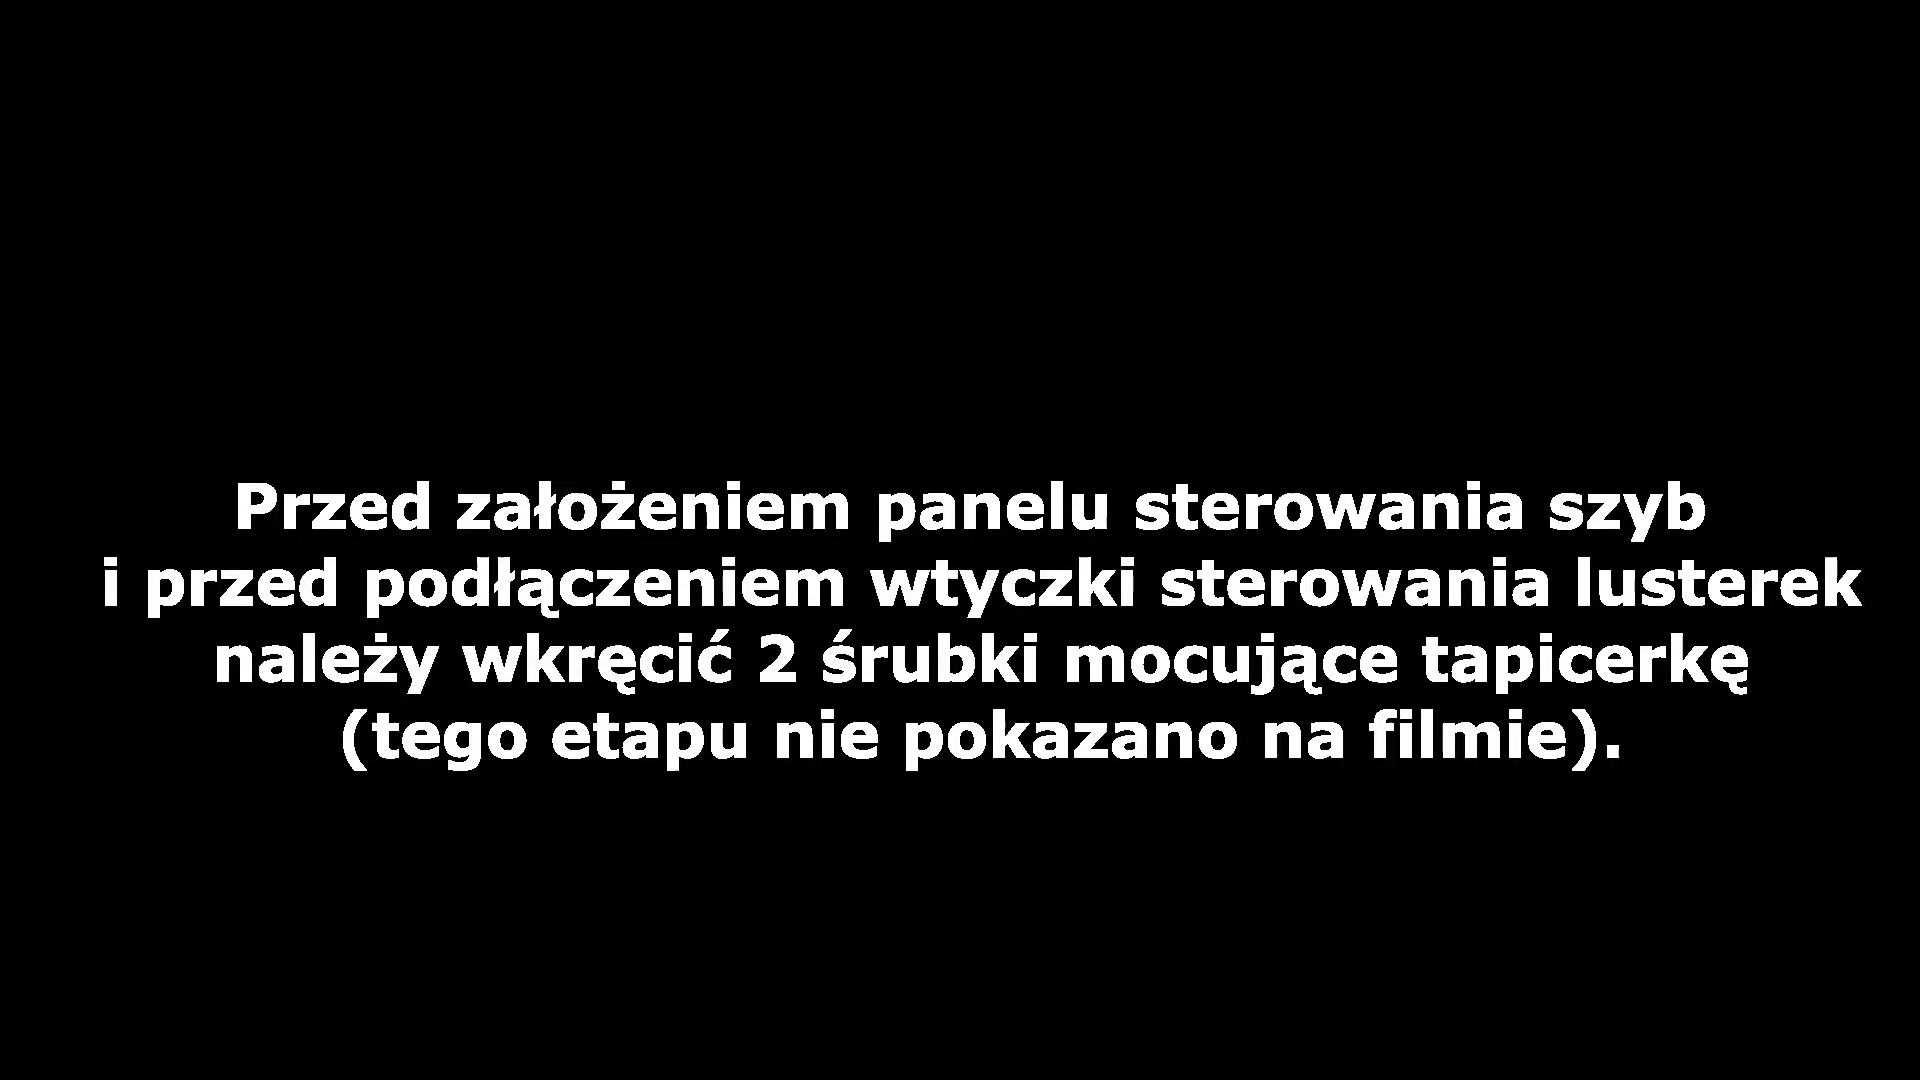 Przed założeniem panelu sterowania szyb
i przed podłączeniem wtyczki sterowania lusterek
należy wkręcić 2 śrubki mocujące tapicerkę
(tego etapu nie pokazano na filmie).